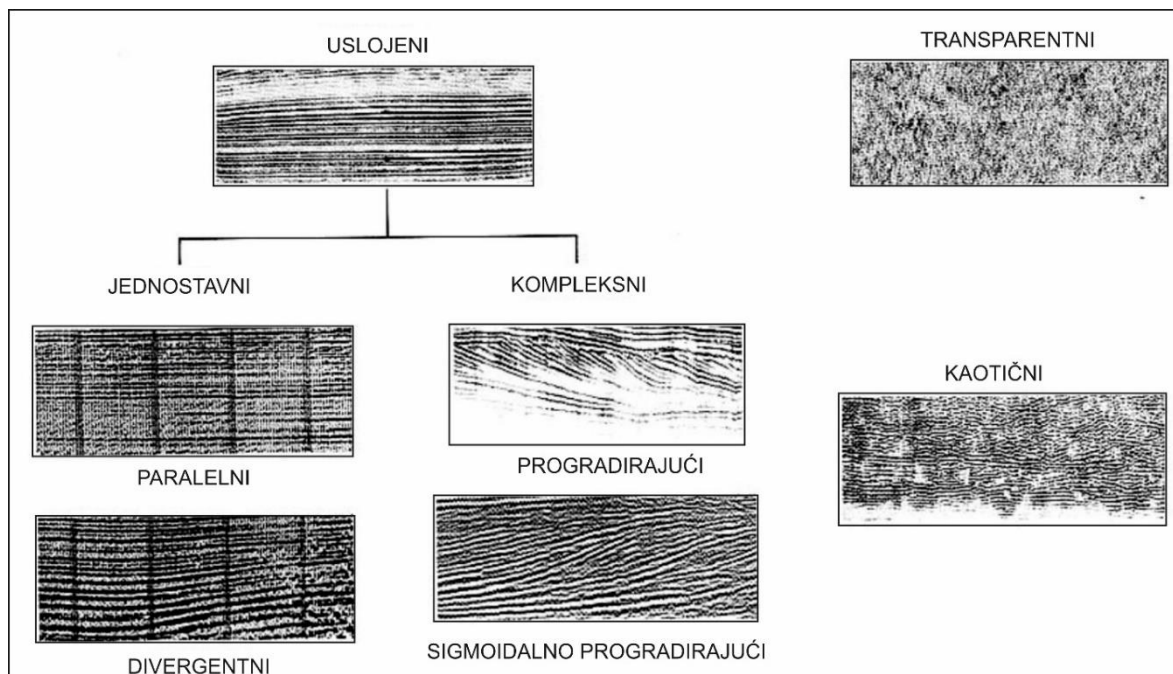 USLOJENI
TRANSPARENTNI
JEDNOSTAVNI
KOMPLEKSNI
KAOTIČNI
PARALELNI
PROGRADIRAJUĆI
DIVERGENTNI
SIGMOIDALNO PROGRADIRAJUĆI